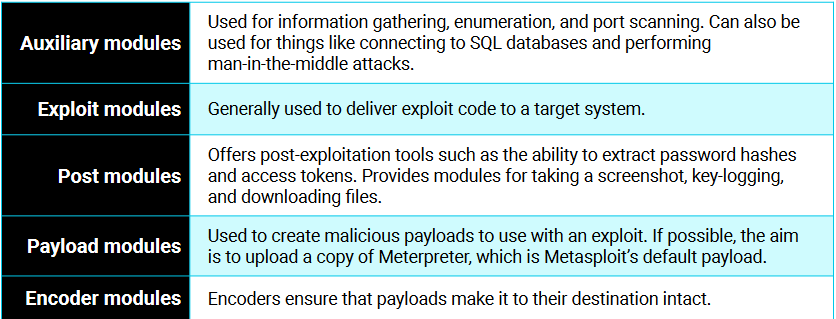 Auxiliary modules
Used for information gathering, enumeration, and port scanning. Can also be
used for things like connecting to SQL databases and performing
man-in-the-middle attacks.
Exploit modules
Generally used to deliver exploit code to a target system.
Post modules
Offers post-exploitation tools such as the ability to extract password hashes
and access tokens. Provides modules for taking a screenshot, key-logging,
and downloading files.
Payload modules
Used to create malicious payloads to use with an exploit. If possible, the aim
is to upload a copy of Meterpreter, which is Metasploit’s default payload.
Encoder modules
Encoders ensure that payloads make it to their destination intact.